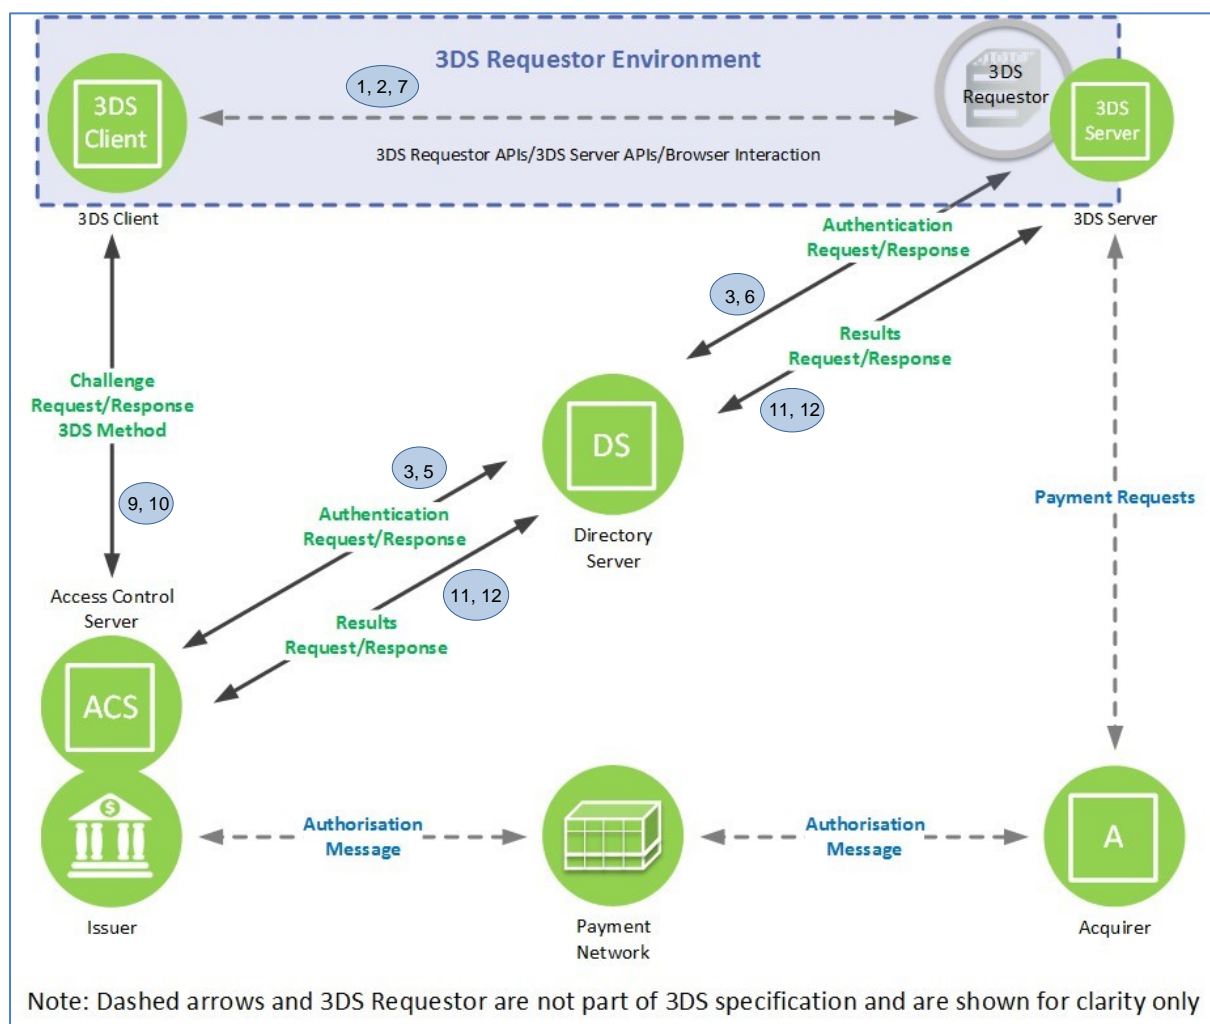 3DS Requestor Environment
1, 2, 7
3DS
Client
3DS
Requestor
3DS
Server
3DS Requestor APIs/3DS Server APIs/Browser Interaction
3DS Client
3DS Server
Authentication
Request/Response
3, 6
Results
Request/Response
11, 12
Challenge
Request/Response
3DS Method
9, 10
DS
Directory
Server
3, 5
Authentication
Request/Response
11, 12
Results
Request/Response
Payment Requests
Access Control
Server
ACS
$
Issuer
Authorisation
Message
Payment
Network
Authorisation
Message
A
Acquirer
Note: Dashed arrows and 3DS Requestor are not part of 3DS specification and are shown for clarity only